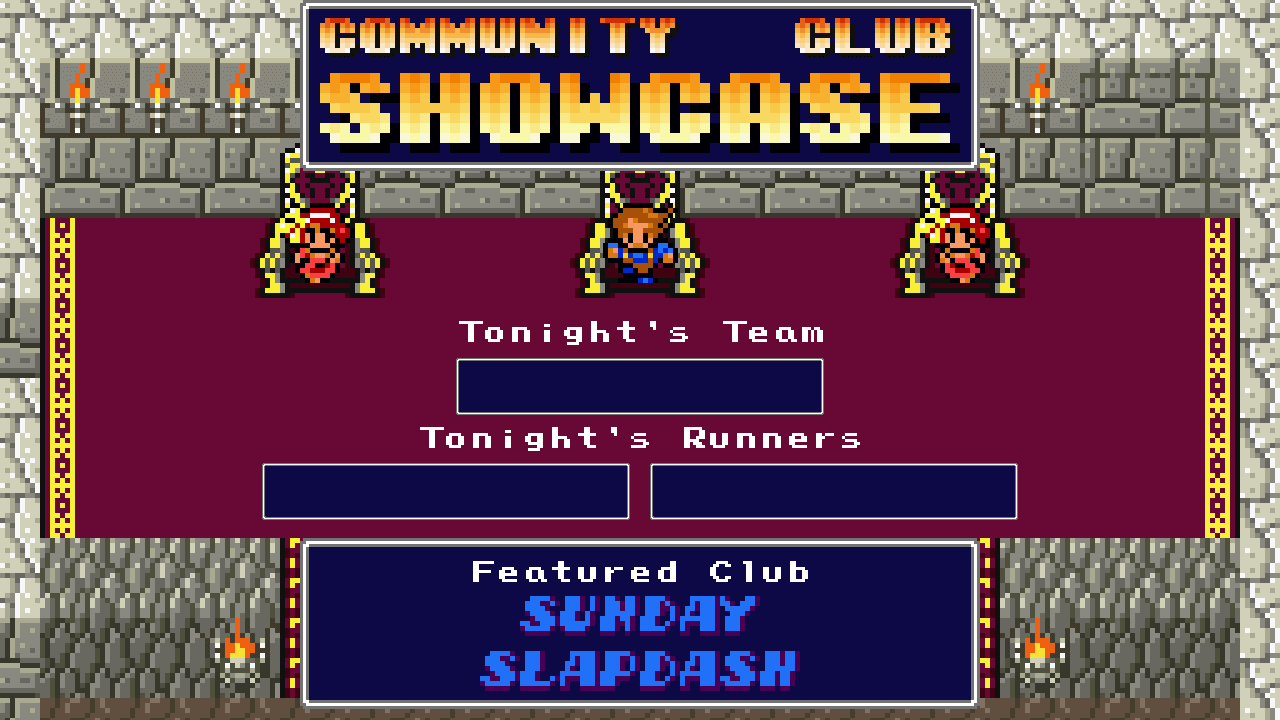 COMMUNITY CLUB
SHOWCASE
Tonight's Team
Tonight's Runners
Featured Club
SUNDAY
SLAPDASH